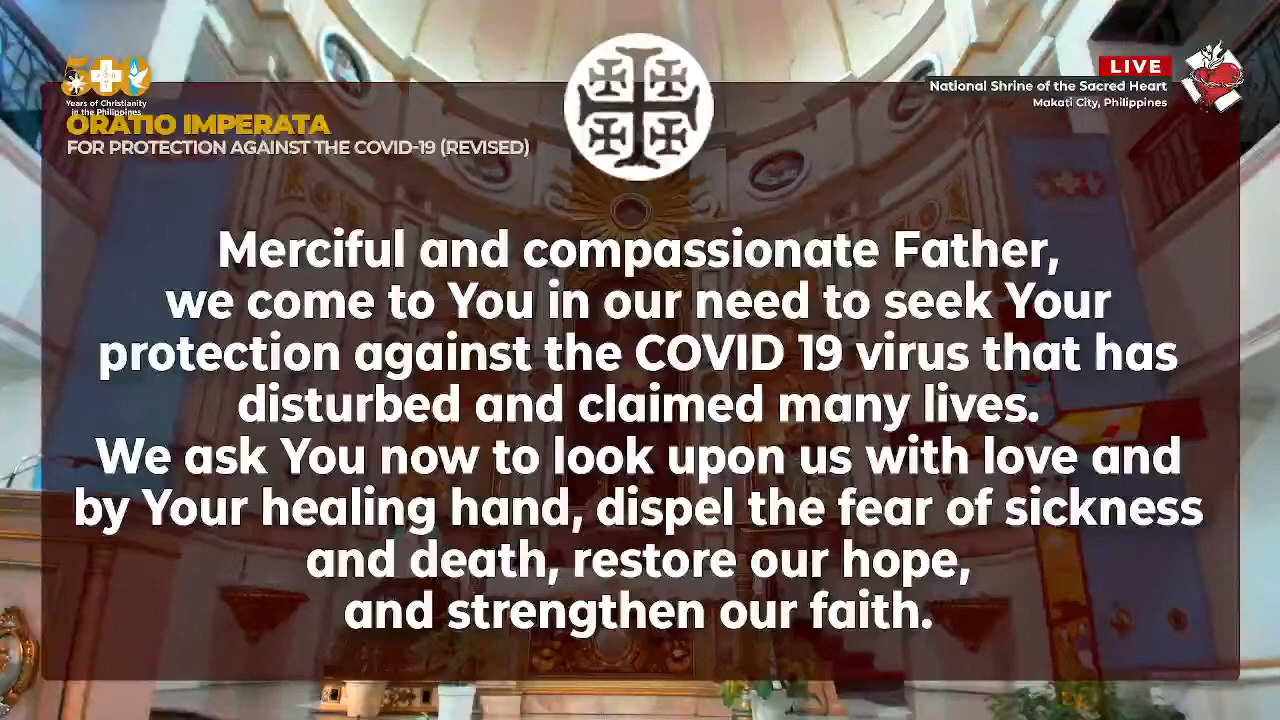 500
Years of Christianity
in the Philippines
ORATIO IMPERATA
FOR PROTECTION AGAINST THE COVID-19 (REVISED)
LIVE
National Shrine of the Sacred Heart
Makati City, Philippines
Merciful and compassionate Father,
we come to You in our need to seek Your
protection against the COVID 19 virus that has
disturbed and claimed many lives.
We ask You now to look upon us with love and
by Your healing hand, dispel the fear of sickness
and death, restore our hope,
and strengthen our faith.